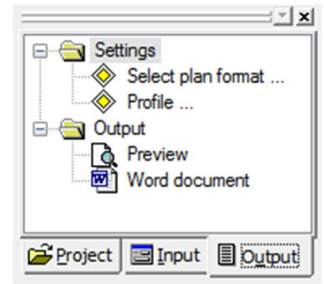 Settings
Select plan format ...
Profile ...
Output
Preview
Word document
Project Input Output